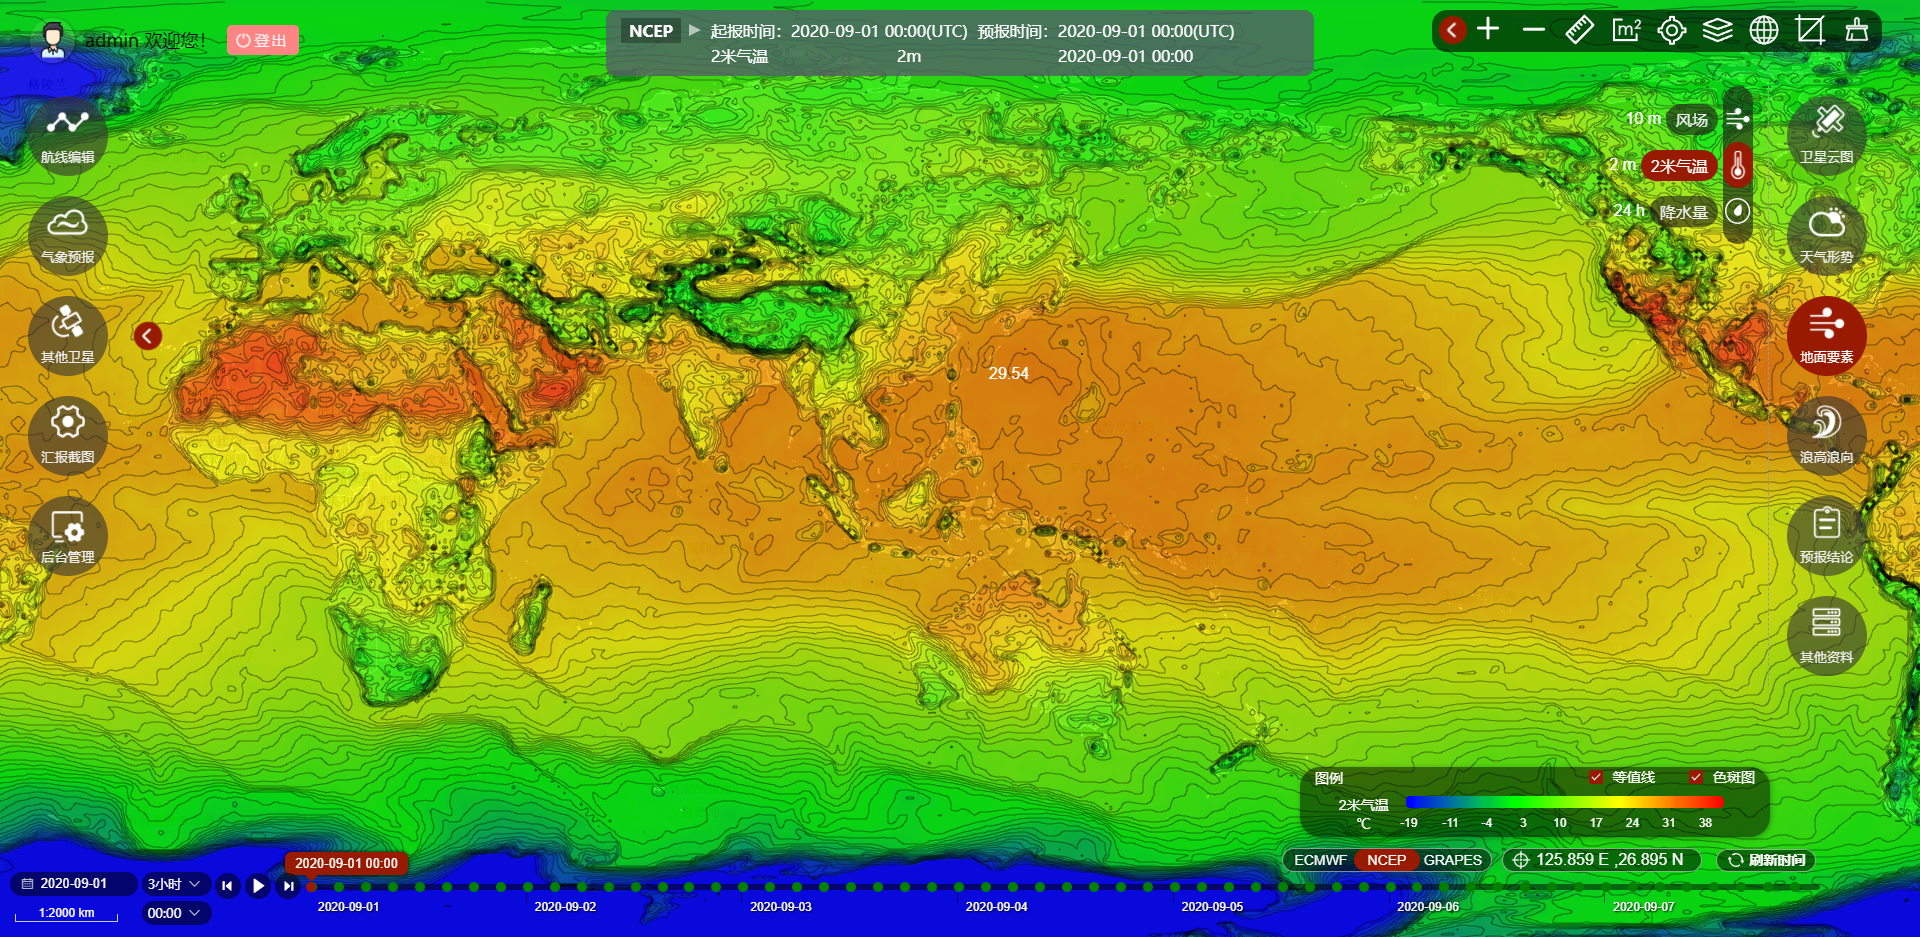 admin 欢迎您！
登出
NCEP
起报时间：2020-09-01 00:00(UTC) 预报时间：2020-09-01 00:00(UTC)
2米气温 2m 2020-09-01 00:00
m²
格陵兰
航线编辑
气象预报
其他卫星
汇报截图
后台管理
10 m 风场
2 m 2米气温
24 h 降水量
卫星云图
天气形势
地面要素
浪高浪向
预报结论
其他资料
29.54
图例 等值线 色斑图
2米气温
℃ -19 -11 -4 3 10 17 24 31 38
ECMWF NCEP GRAPES
125.859 E ,26.895 N
刷新时间
2020-09-01 00:00
2020-09-01 3小时
00:00
1:2000 km
2020-09-01 2020-09-02 2020-09-03 2020-09-04 2020-09-05 2020-09-06 2020-09-07